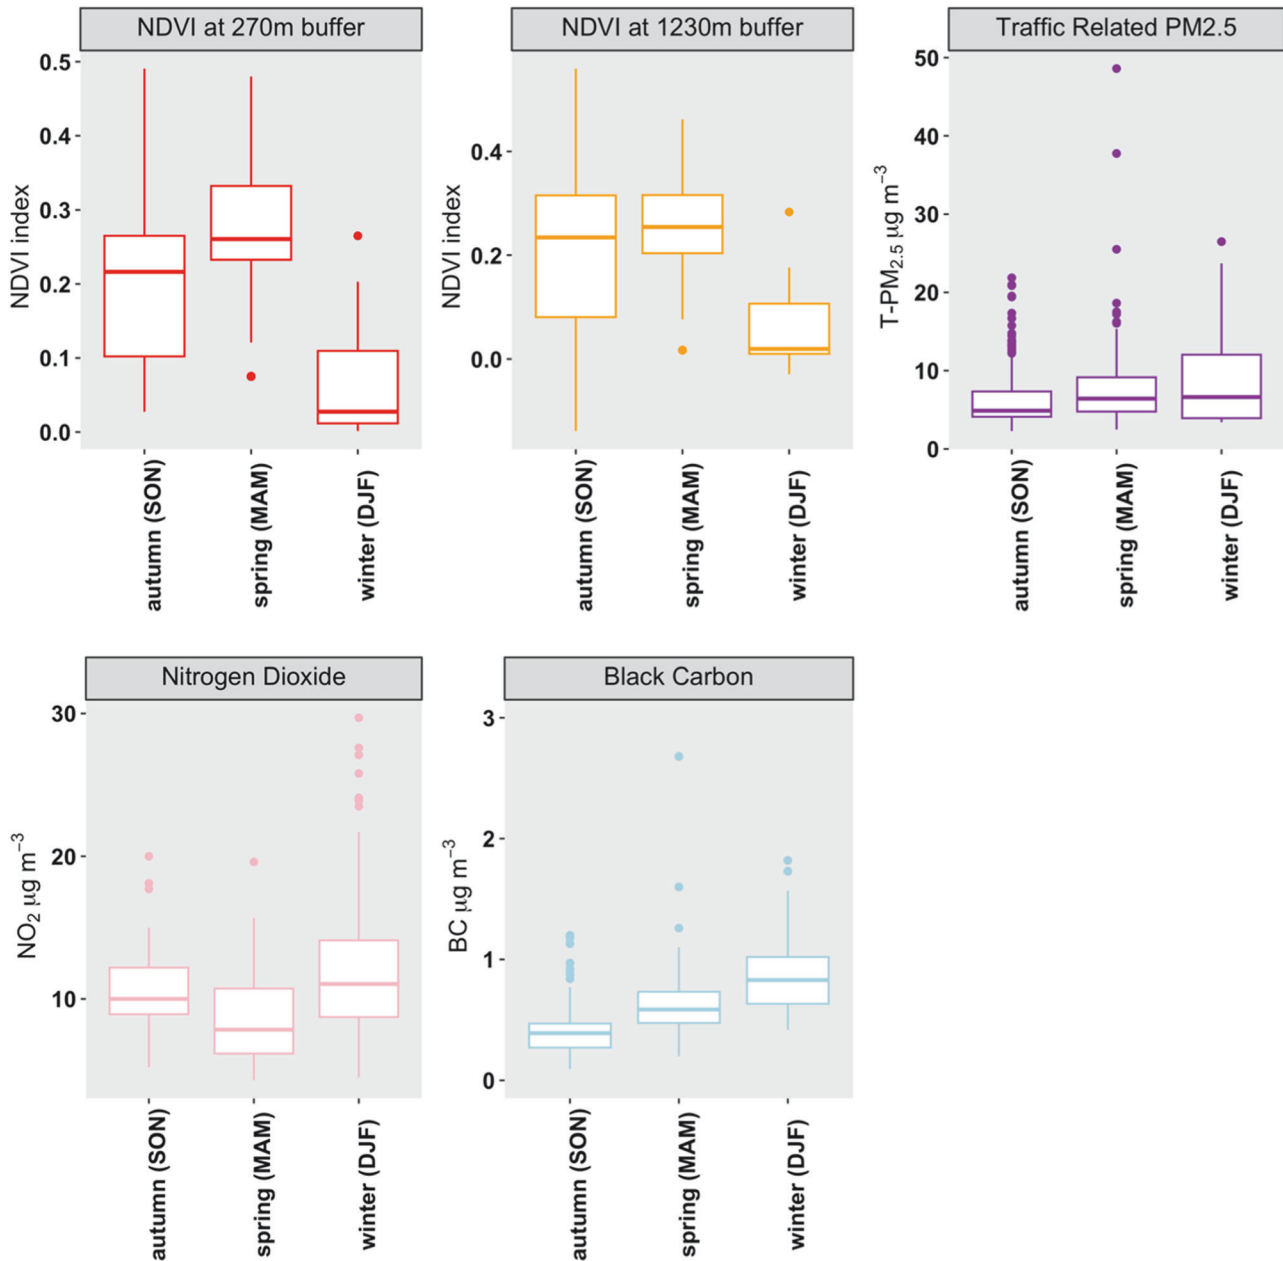 NDVI at 270m buffer
NDVI index
0.5
0.4
0.3
0.2
0.1
0.0
autumn (SON)
spring (MAM)
winter (DJF)
NDVI at 1230m buffer
NDVI index
0.4
0.2
0.0
autumn (SON)
spring (MAM)
winter (DJF)
Traffic Related PM2.5
T-PM2.5 µg m−3
50
40
30
20
10
0
autumn (SON)
spring (MAM)
winter (DJF)
Nitrogen Dioxide
NO2 µg m−3
30
20
10
autumn (SON)
spring (MAM)
winter (DJF)
Black Carbon
BC µg m−3
3
2
1
0
autumn (SON)
spring (MAM)
winter (DJF)